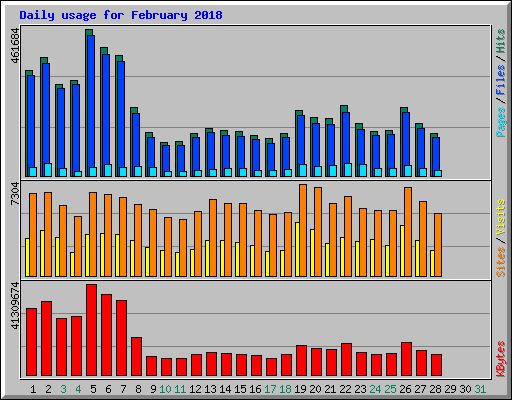 Daily usage for February 2018
461684
Pages / Files / Hits
7304
Sites / Visits
41309674
KBytes
1 2 3 4 5 6 7 8 9 10 11 12 13 14 15 16 17 18 19 20 21 22 23 24 25 26 27 28 29 30 31